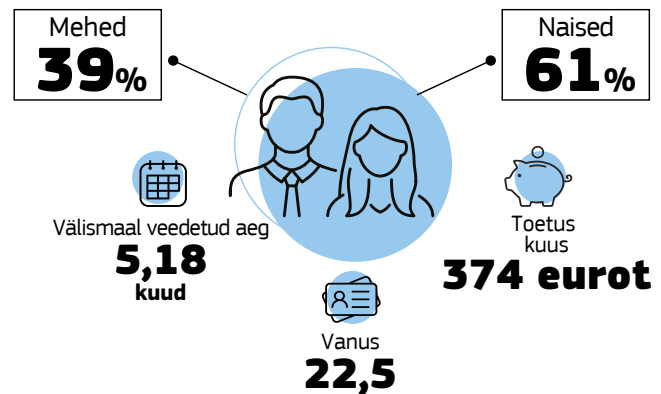 Mehed
39%
Naised
61%
Välismaal veedetud aeg
5,18
kuud
Toetus
kuus
374 eurot
Vanus
22,5